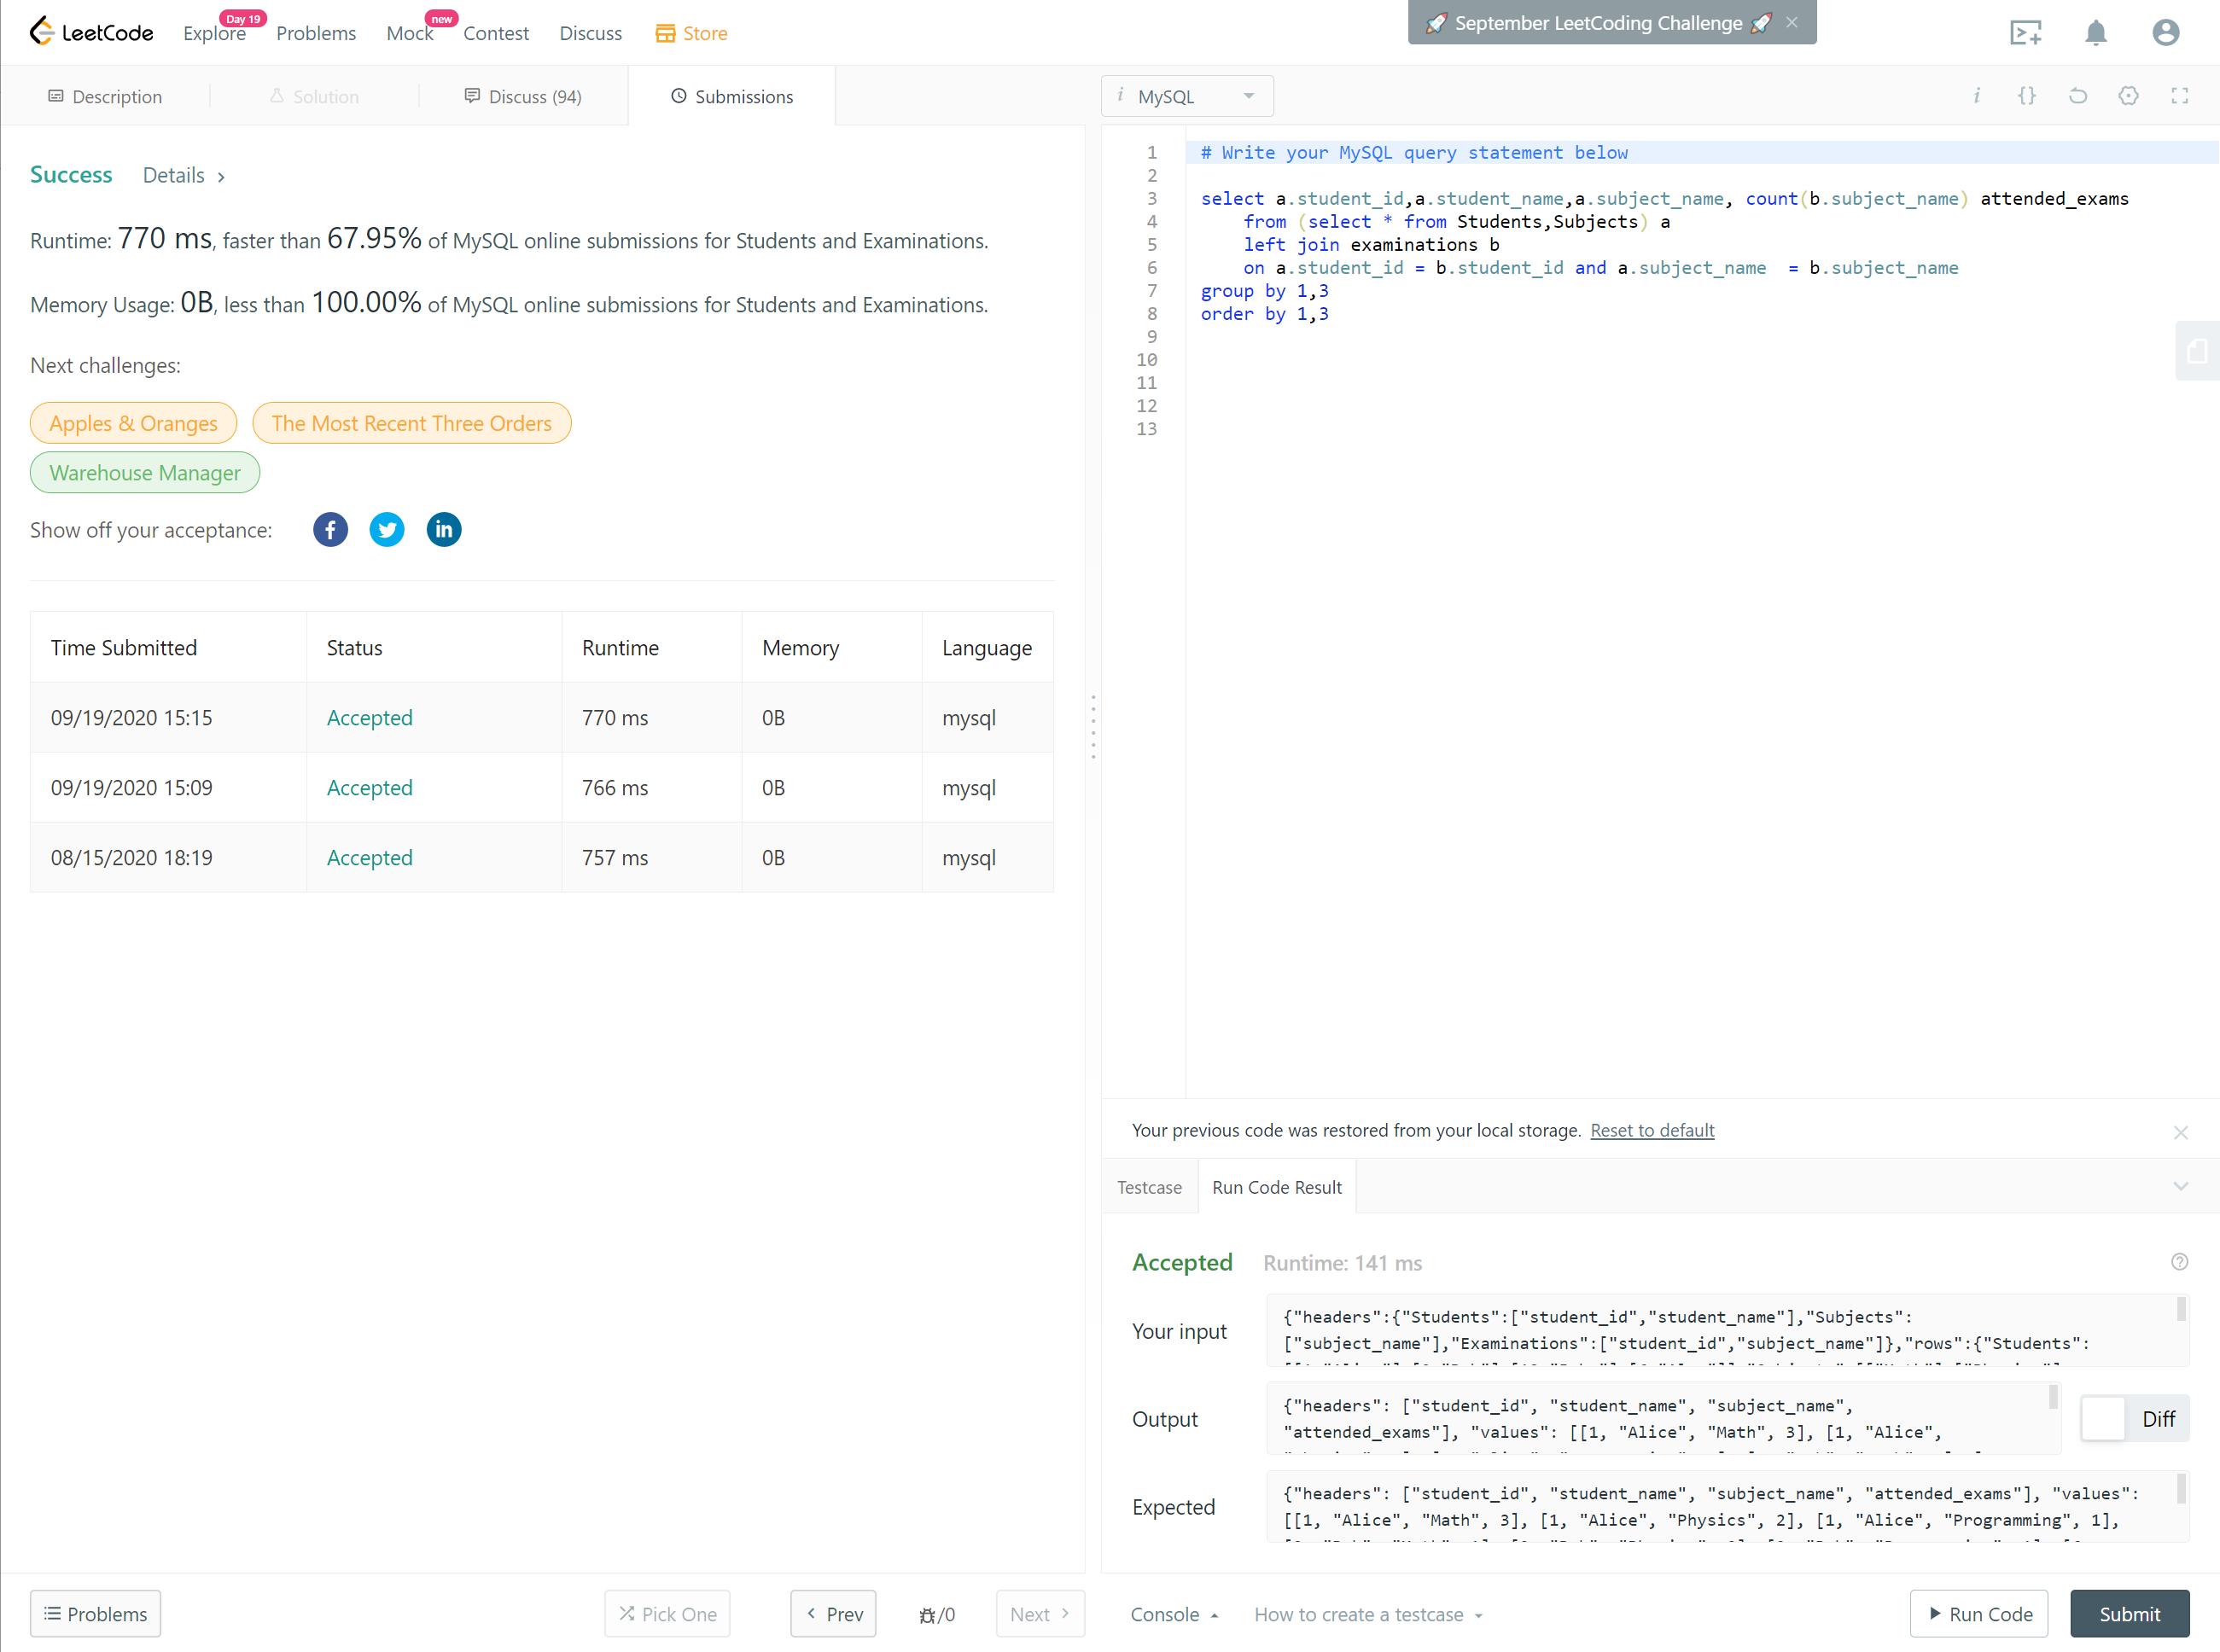 LeetCode
Explore
Day 19
Problems
Mock
new
Contest
Discuss
Store
🚀 September LeetCoding Challenge 🚀
Description
Solution
Discuss (94)
Submissions
Success
Details
Runtime: 770 ms, faster than 67.95% of MySQL online submissions for Students and Examinations.
Memory Usage: 0B, less than 100.00% of MySQL online submissions for Students and Examinations.
Next challenges:
Apples & Oranges
The Most Recent Three Orders
Warehouse Manager
Show off your acceptance:
Time Submitted Status Runtime Memory Language
09/19/2020 15:15 Accepted 770 ms 0B mysql
09/19/2020 15:09 Accepted 766 ms 0B mysql
08/15/2020 18:19 Accepted 757 ms 0B mysql
Problems
Pick One
Prev
/0
Next
i MySQL
1 # Write your MySQL query statement below
2
3 select a.student_id,a.student_name,a.subject_name, count(b.subject_name) attended_exams
4 from (select * from Students,Subjects) a
5 left join examinations b
6 on a.student_id = b.student_id and a.subject_name  = b.subject_name
7 group by 1,3
8 order by 1,3
9
10
11
12
13
Your previous code was restored from your local storage. Reset to default
Testcase
Run Code Result
Accepted
Runtime: 141 ms
Your input
{"headers":{"Students":["student_id","student_name"],"Subjects":
["subject_name"],"Examinations":["student_id","subject_name"]},"rows":{"Students":
Output
{"headers": ["student_id", "student_name", "subject_name",
"attended_exams"], "values": [[1, "Alice", "Math", 3], [1, "Alice",
Diff
Expected
{"headers": ["student_id", "student_name", "subject_name", "attended_exams"], "values":
[[1, "Alice", "Math", 3], [1, "Alice", "Physics", 2], [1, "Alice", "Programming", 1],
Console
How to create a testcase
Run Code
Submit